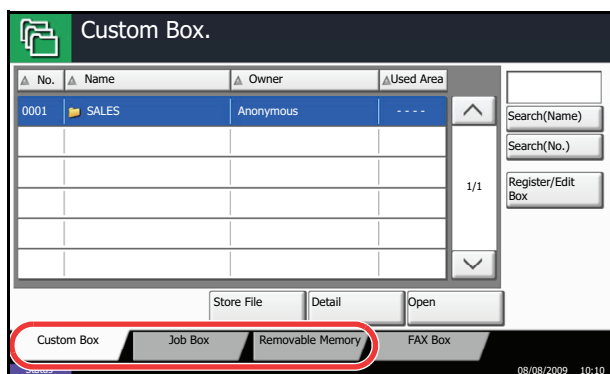 Custom Box.
No. Name Owner Used Area
0001 SALES Anonymous - - - -
Search(Name)
Search(No.)
1/1
Register/Edit
Box
Store File Detail Open
Custom Box Job Box Removable Memory FAX Box
Status 08/08/2009 10:10